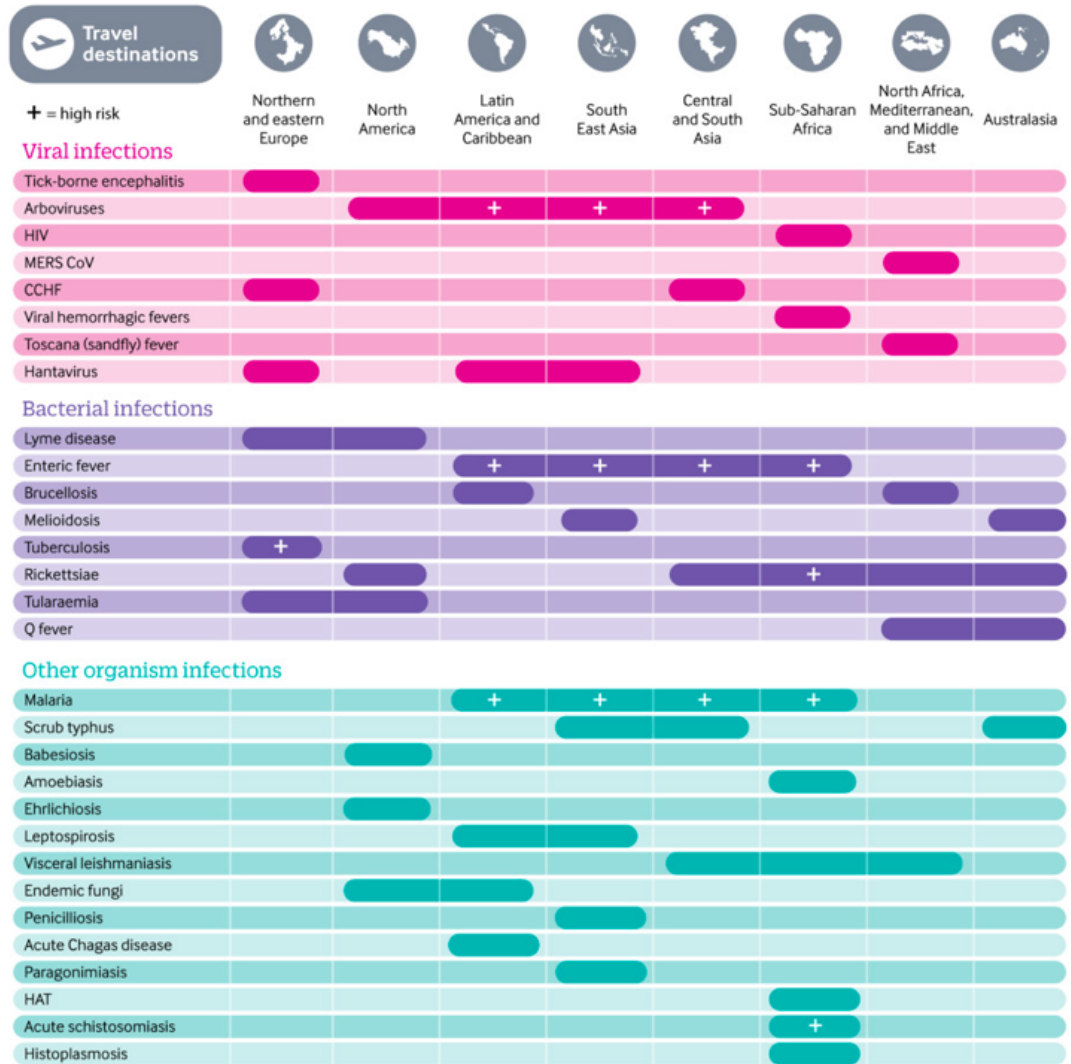 Travel
destinations
+ = high risk
Northern
and eastern
Europe
North
America
Latin
America and
Caribbean
South
East Asia
Central
and South
Asia
Sub-Saharan
Africa
North Africa,
Mediterranean,
and Middle
East
Australasia
Viral infections
Tick-borne encephalitis
Arboviruses + + +
HIV
MERS CoV
CCHF
Viral hemorrhagic fevers
Toscana (sandfly) fever
Hantavirus
Bacterial infections
Lyme disease
Enteric fever + + + +
Brucellosis
Melioidosis
Tuberculosis +
Rickettsiae +
Tularaemia
Q fever
Other organism infections
Malaria + + + +
Scrub typhus
Babesiosis
Amoebiasis
Ehrlichiosis
Leptospirosis
Visceral leishmaniasis
Endemic fungi
Penicilliosis
Acute Chagas disease
Paragonimiasis
HAT
Acute schistosomiasis +
Histoplasmosis